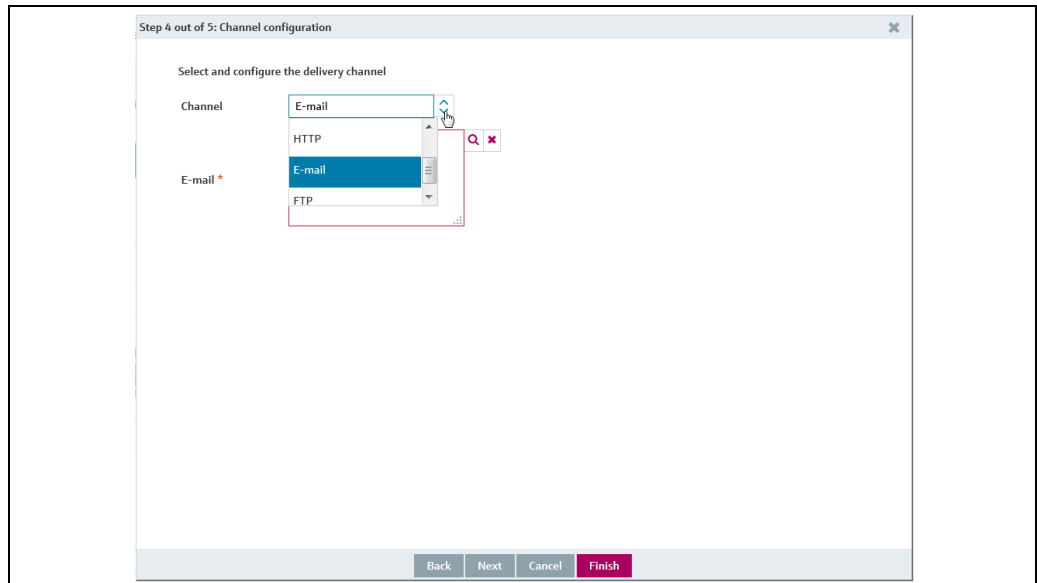 Step 4 out of 5: Channel configuration
Select and configure the delivery channel
Channel
E-mail
HTTP
E-mail
E-mail *
FTP
Back Next Cancel Finish